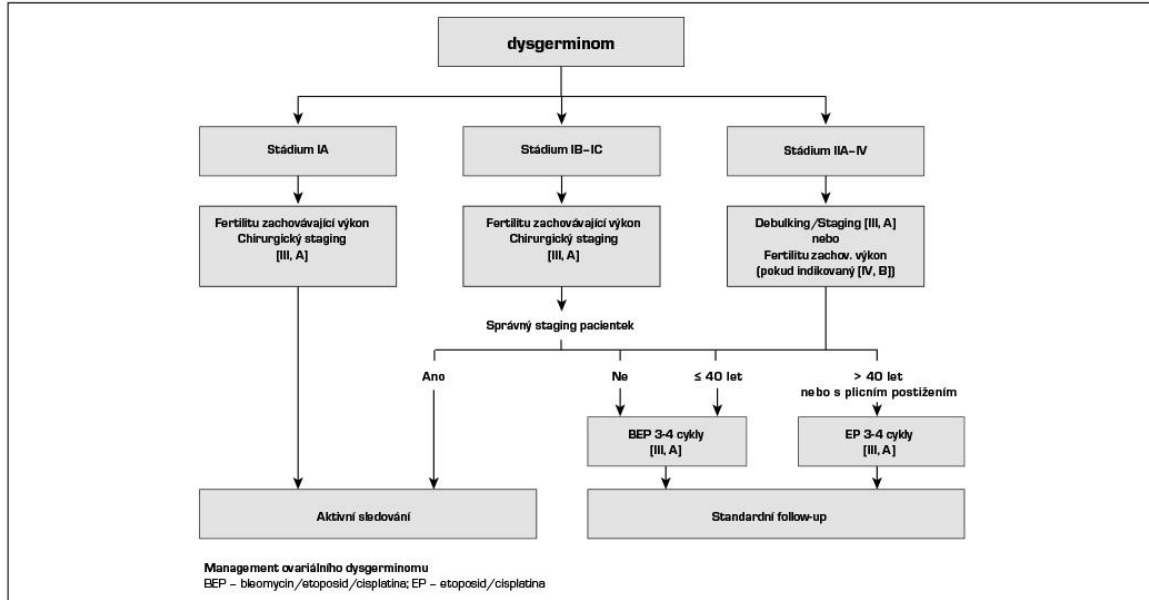 dysgerminom
Stádium IA
Stádium IB–IC
Stádium IIA–IV
Fertilitu zachovávající výkon
Chirurgický staging
[III, A]
Fertilitu zachovávající výkon
Chirurgický staging
[III, A]
Debulking/Staging [III, A]
nebo
Fertilitu zachov. výkon
(pokud indikovaný [IV, B])
Správný staging pacientek
Ano
Ne
≤ 40 let
> 40 let
nebo s plicním postižením
BEP 3-4 cykly
[III, A]
EP 3-4 cykly
[III, A]
Aktivní sledování
Standardní follow-up
Management ovariálního dysgerminomu
BEP – bleomycin/etoposid/cisplatina; EP – etoposid/cisplatina